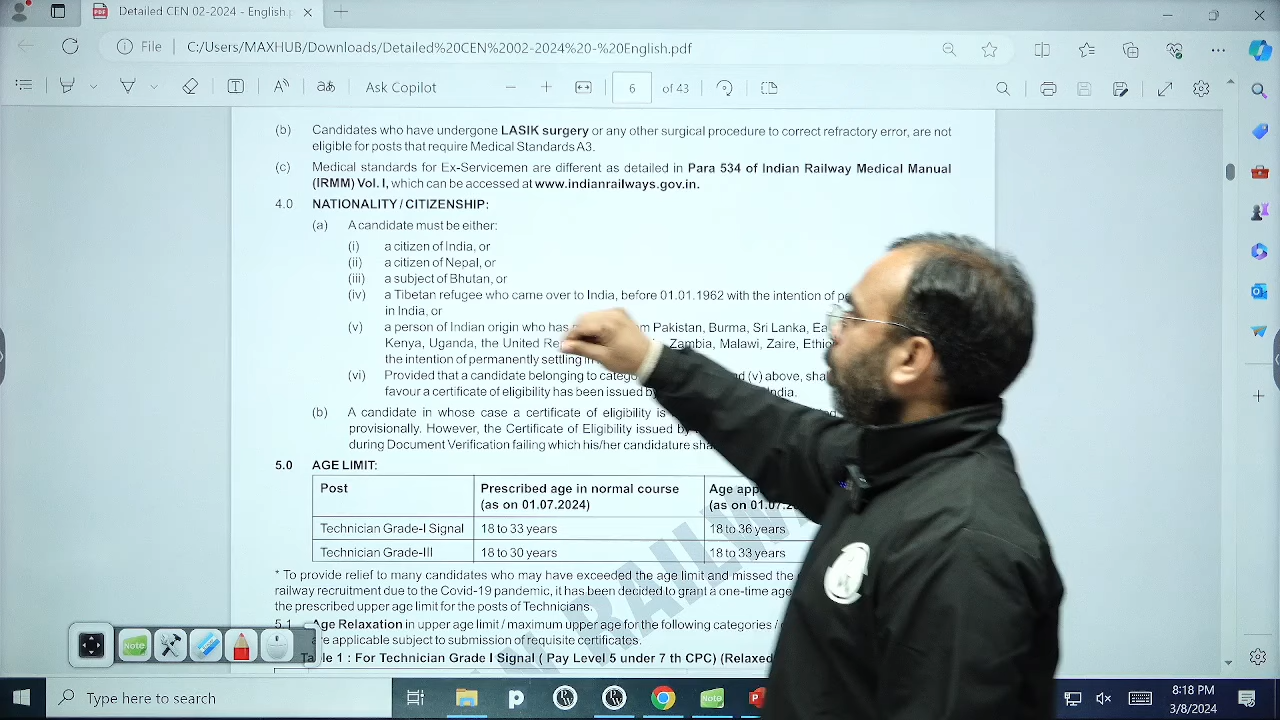 Detailed CEN 02-2024 - English.p
File C:/Users/MAXHUB/Downloads/Detailed%20CEN%2002-2024%20-%20English.pdf
Ask Copilot 6 of 43
(b) Candidates who have undergone LASIK surgery or any other surgical procedure to correct refractory error, are not
eligible for posts that require Medical Standards A3.
(c) Medical standards for Ex-Servicemen are different as detailed in Para 534 of Indian Railway Medical Manual
(IRMM) Vol. I, which can be accessed at www.indianrailways.gov.in.
4.0 NATIONALITY / CITIZENSHIP:
(a) A candidate must be either:
(i) a citizen of India, or
(ii) a citizen of Nepal, or
(iii) a subject of Bhutan, or
(iv) a Tibetan refugee who came over to India, before 01.01.1962 with the intention of
in India, or
(v) a person of Indian origin who has Pakistan, Burma, Sri Lanka,
Kenya, Uganda, the United Zambia, Malawi, Zaire,
the intention of permanently settling
(vi) Provided that a candidate belonging to (v) above,
favour a certificate of eligibility has been issued
(b) A candidate in whose case a certificate of eligibility is
provisionally. However, the Certificate of Eligibility issued
during Document Verification failing which his/her candidature
5.0 AGE LIMIT:
Post Prescribed age in normal course Age
(as on 01.07.2024) (as on
Technician Grade-I Signal 18 to 33 years 18 to 36 years
Technician Grade-III 18 to 30 years 18 to 33 years
* To provide relief to many candidates who may have exceeded the age limit and missed the
railway recruitment due to the Covid-19 pandemic, it has been decided to grant a one-time age
the prescribed upper age limit for the posts of Technicians.
5.1 Age Relaxation in upper age limit / maximum upper age for the following categories /
are applicable subject to submission of requisite certificates.
Table 1 : For Technician Grade I Signal ( Pay Level 5 under 7 th CPC) (Relaxed
Note
Type here to search
Note
8:18 PM
3/8/2024